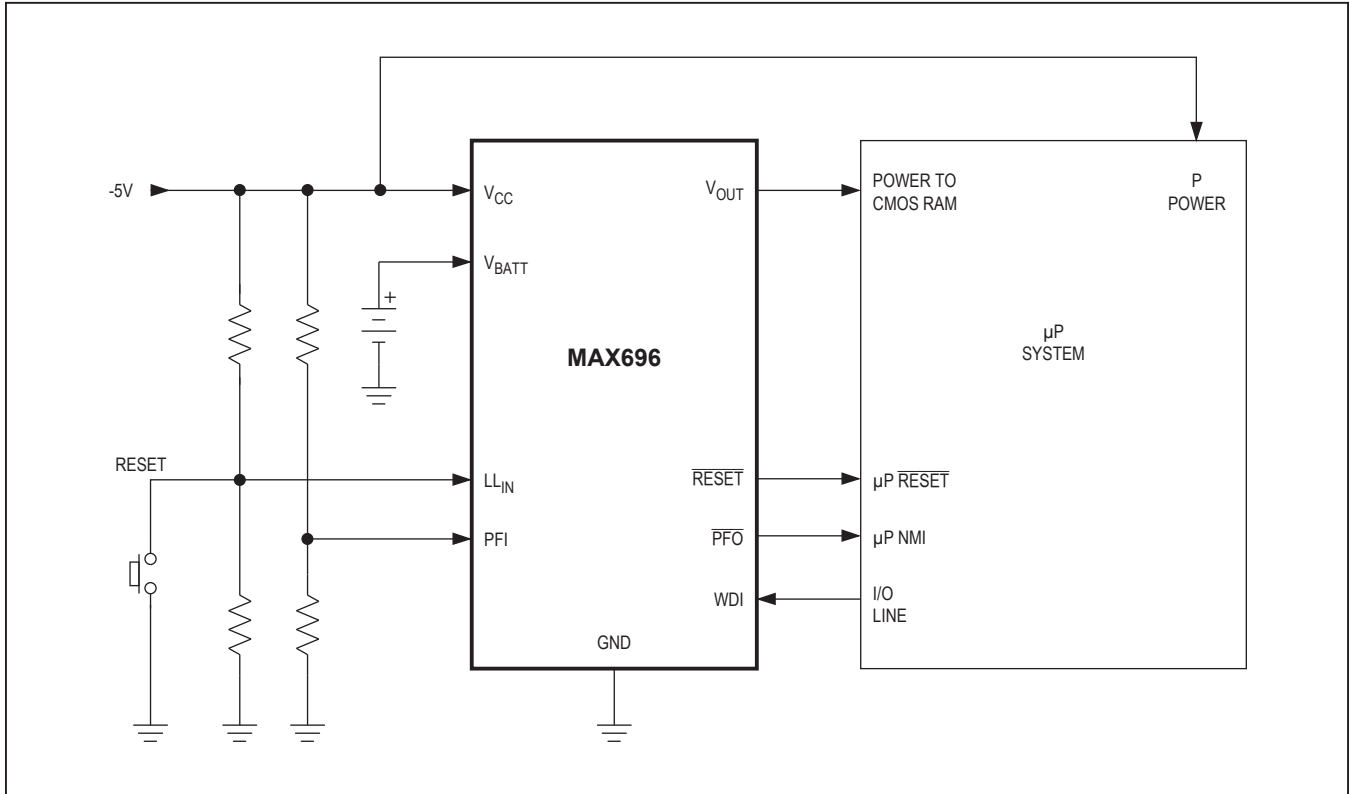 -5V
VCC
VOUT
POWER TO
CMOS RAM
P
POWER
VBATT
+
MAX696
µP
SYSTEM
RESET
LLIN
RESET
µP RESET
PFI
PFO
µP NMI
WDI
I/O
LINE
GND